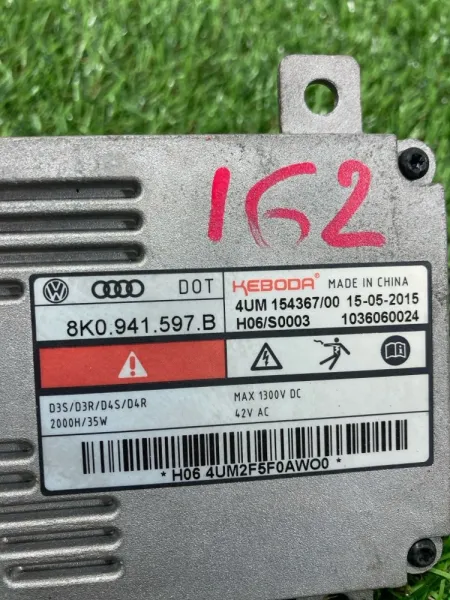 162
DOT
8K0.941.597.B
KEBODA MADE IN CHINA
4UM 154367/00 15-05-2015
H06/S0003 1036060024
D3S/D3R/D4S/D4R
2000H/35W
MAX 1300V DC
42V AC
* H06 4UM2F5F0AWO0 *